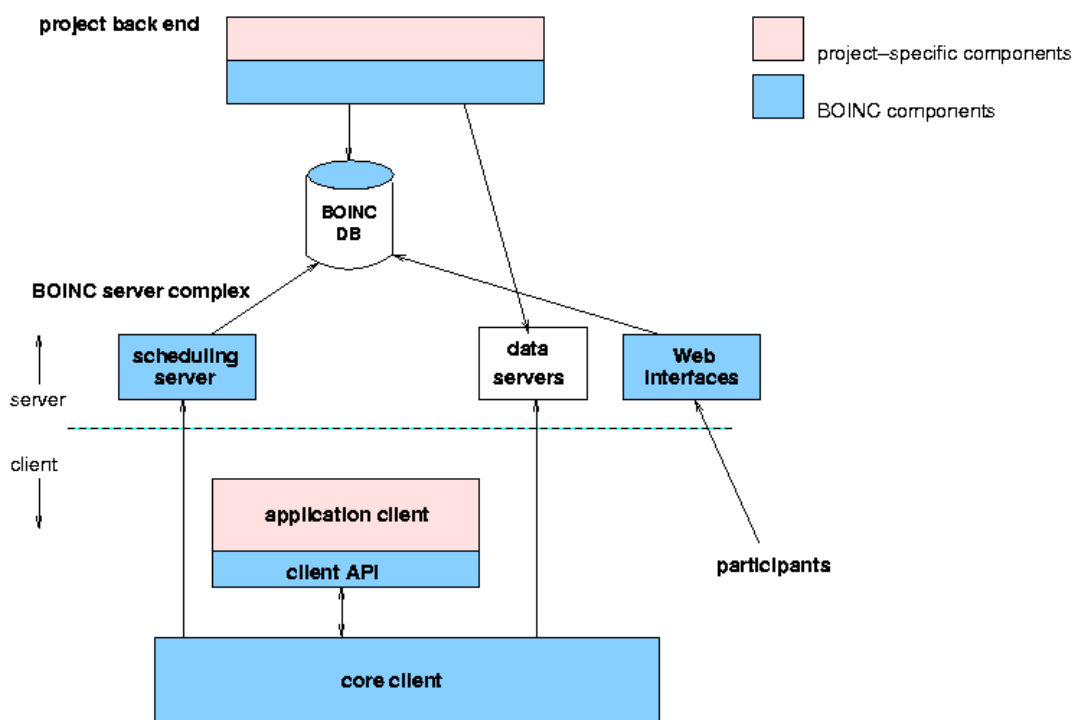 project back end
project–specific components
BOINC components
BOINC
DB
BOINC server complex
scheduling
server
data
servers
Web
Interfaces
server
client
application client
client API
participants
core client